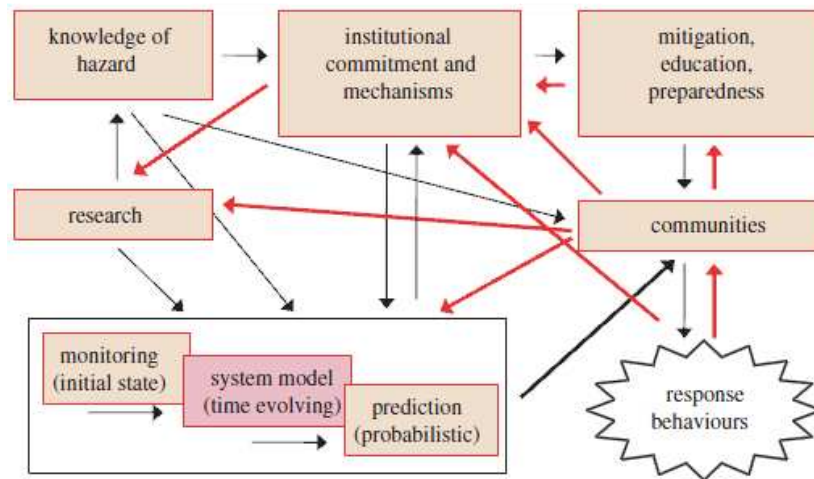 knowledge of
hazard
institutional
commitment and
mechanisms
mitigation,
education,
preparedness
research
communities
monitoring
(initial state)
system model
(time evolving)
prediction
(probabilistic)
response
behaviours